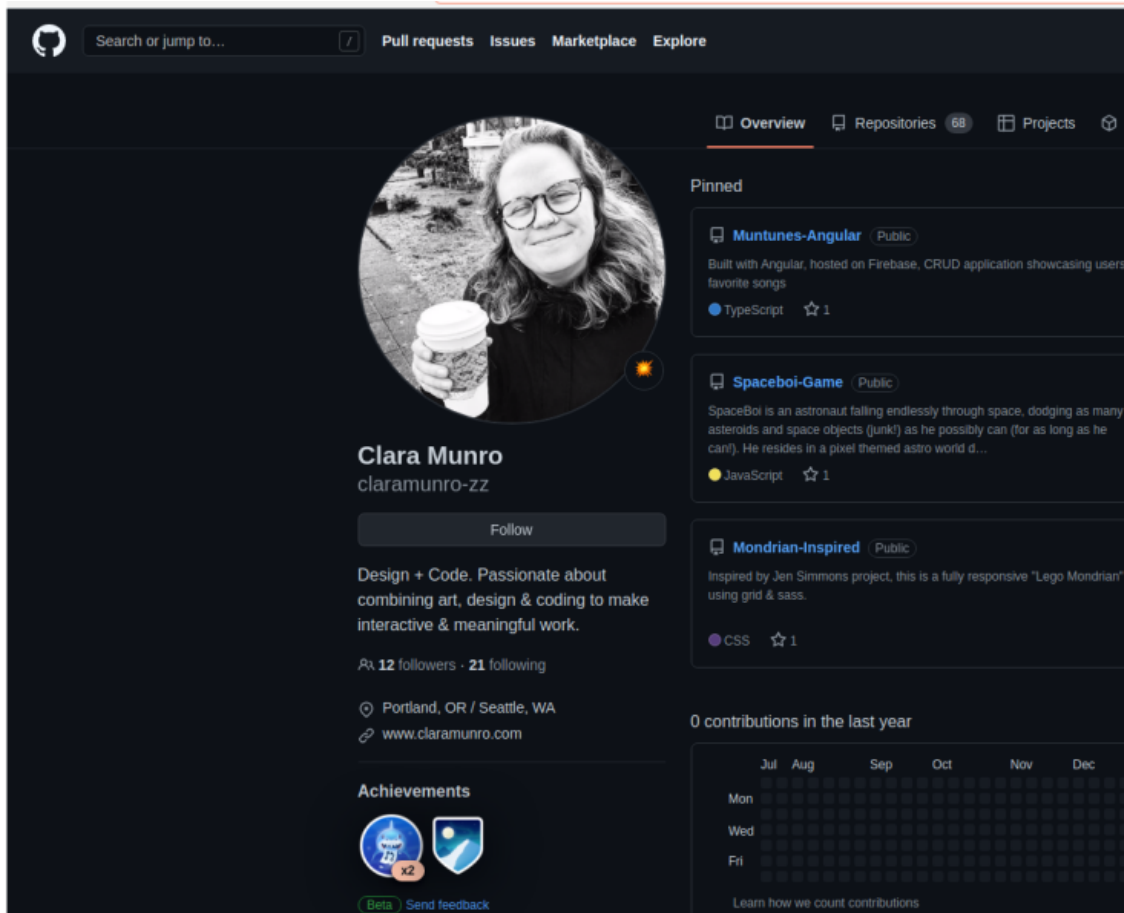 Search or jump to...
/
Pull requests
Issues
Marketplace
Explore
Overview
Repositories 68
Projects
Clara Munro
claramunro-zz
Follow
Design + Code. Passionate about
combining art, design & coding to make
interactive & meaningful work.
12 followers · 21 following
Portland, OR / Seattle, WA
www.claramunro.com
Achievements
x2
Beta Send feedback
Pinned
Muntunes-Angular Public
Built with Angular, hosted on Firebase, CRUD application showcasing users
favorite songs
TypeScript 1
Spaceboi-Game Public
SpaceBoi is an astronaut falling endlessly through space, dodging as many
asteroids and space objects (junk!) as he possibly can (for as long as he
can!). He resides in a pixel themed astro world d…
JavaScript 1
Mondrian-Inspired Public
Inspired by Jen Simmons project, this is a fully responsive "Lego Mondrian"
using grid & sass.
CSS 1
0 contributions in the last year
Jul Aug Sep Oct Nov Dec
Mon
Wed
Fri
Learn how we count contributions